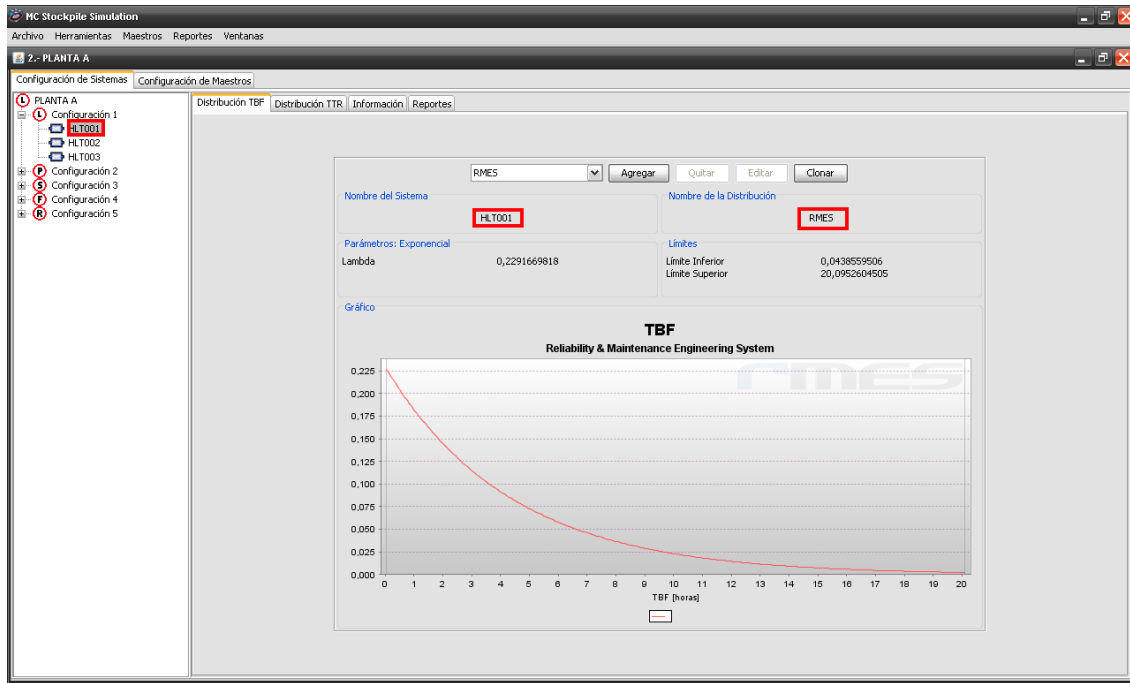 MC Stockpile Simulation
Archivo Herramientas Maestros Reportes Ventanas
2.- PLANTA A
Configuración de Sistemas Configuración de Maestros
L PLANTA A
L Configuración 1
HLT001
HLT002
HLT003
P Configuración 2
S Configuración 3
F Configuración 4
R Configuración 5
Distribución TBF Distribución TTR Información Reportes
RMES Agregar Quitar Editar Clonar
Nombre del Sistema Nombre de la Distribución
HLT001 RMES
Parámetros: Exponencial Límites
Lambda 0,2291669818 Límite Inferior 0,0438559506
Límite Superior 20,0952604505
Gráfico
TBF
Reliability & Maintenance Engineering System
rmes
0,225
0,200
0,175
0,150
0,125
0,100
0,075
0,050
0,025
0,000
0 1 2 3 4 5 6 7 8 9 10 11 12 13 14 15 16 17 18 19 20
TBF [horas]